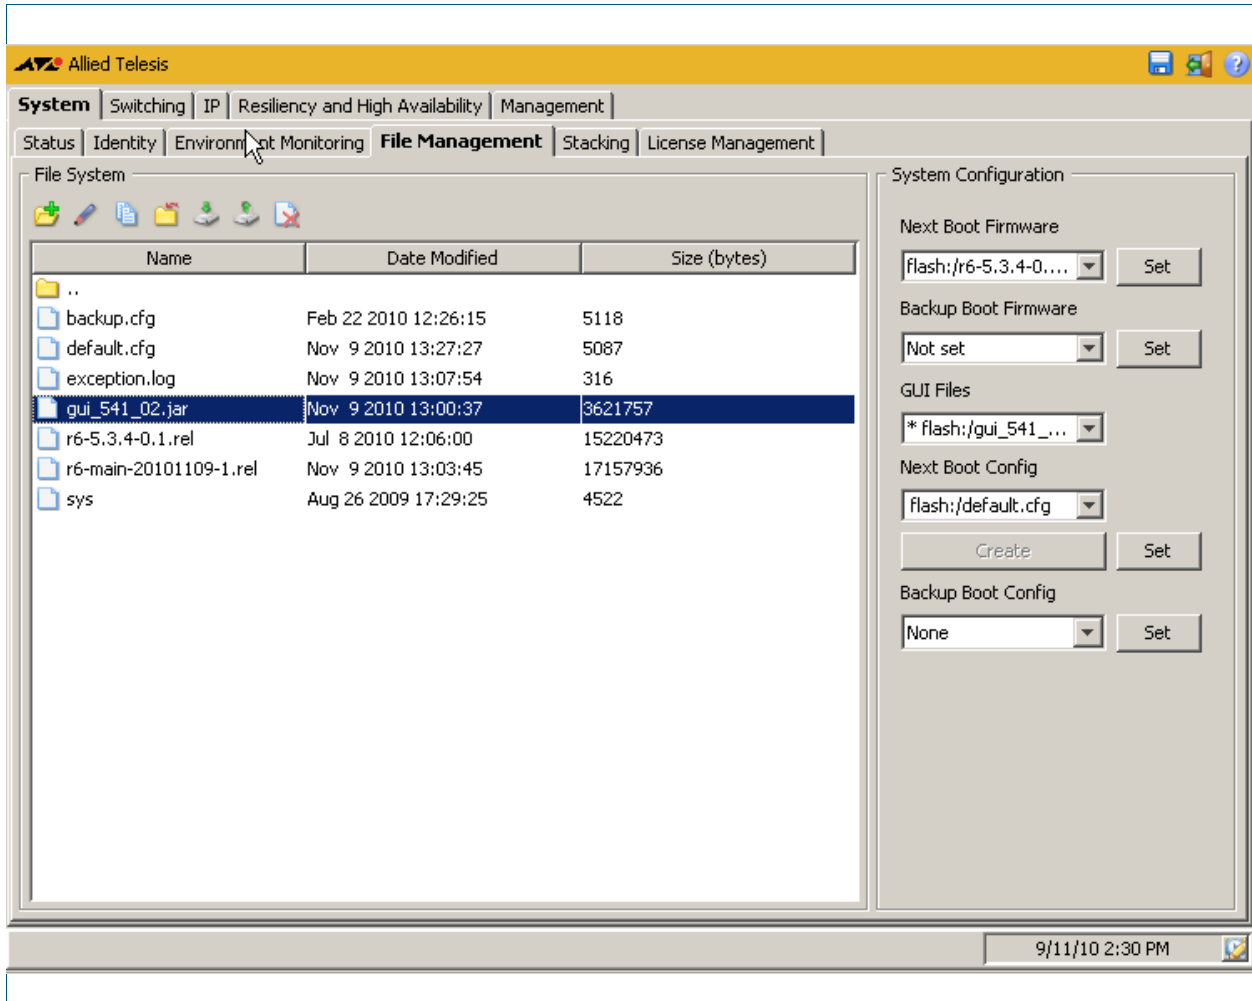 Allied Telesis
System Switching IP Resiliency and High Availability Management
Status Identity Environment Monitoring File Management Stacking License Management
File System
Name Date Modified Size (bytes)
..
backup.cfg Feb 22 2010 12:26:15 5118
default.cfg Nov 9 2010 13:27:27 5087
exception.log Nov 9 2010 13:07:54 316
gui_541_02.jar Nov 9 2010 13:00:37 3621757
r6-5.3.4-0.1.rel Jul 8 2010 12:06:00 15220473
r6-main-20101109-1.rel Nov 9 2010 13:03:45 17157936
sys Aug 26 2009 17:29:25 4522
System Configuration
Next Boot Firmware
flash:/r6-5.3.4-0.... Set
Backup Boot Firmware
Not set Set
GUI Files
* flash:/gui_541_...
Next Boot Config
flash:/default.cfg
Create Set
Backup Boot Config
None Set
9/11/10 2:30 PM